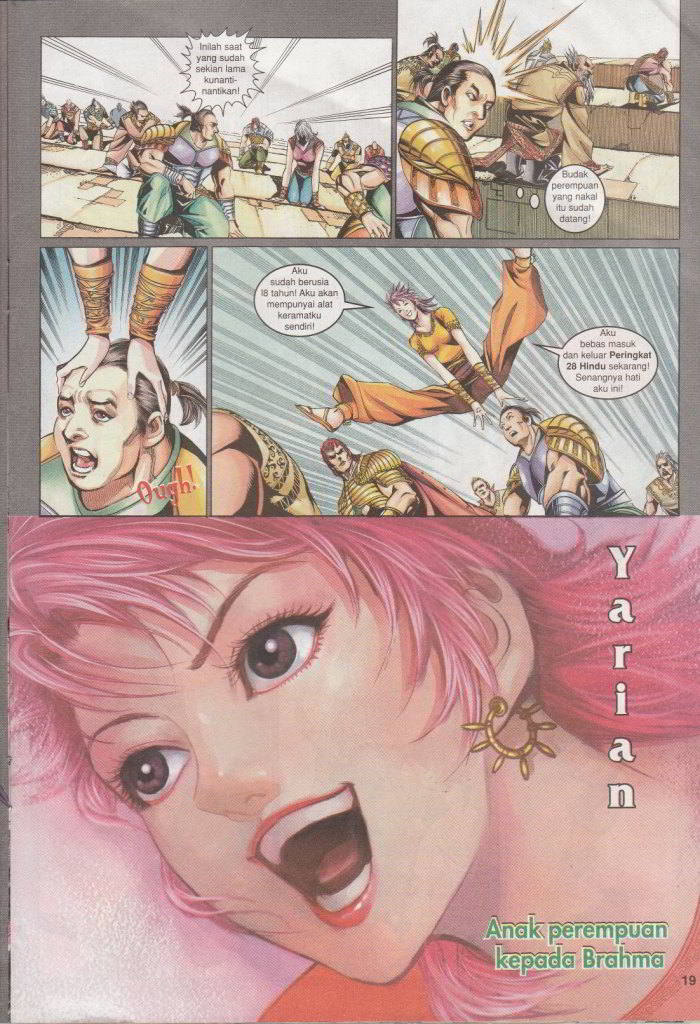 Inilah saat
yang sudah
sekian lama
kunanti-
nantikan!
Budak
perempuan
yang nakal
itu sudah
datang!
Ough!
Aku
sudah berusia
l8 tahun! Aku akan
mempunyai alat
keramatku
sendiri!
Aku
bebas masuk
dan keluar Peringkat
28 Hindu sekarang!
Senangnya hati
aku ini!
Yarian
Anak perempuan
kepada Brahma
19